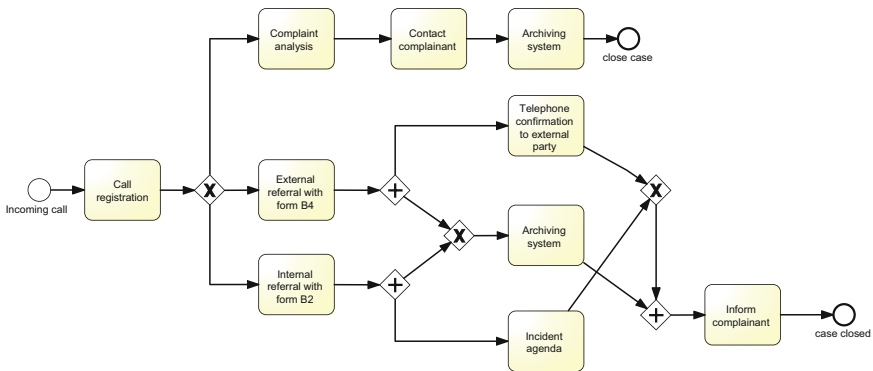 Complaint
analysis
Contact
complainant
Archiving
system
close case
Telephone
confirmation
to external
party
Incoming call
Call
registration
X
External
referral with
form B4
+
X
X
Archiving
system
Internal
referral with
form B2
+
Incident
agenda
+
Inform
complainant
case closed